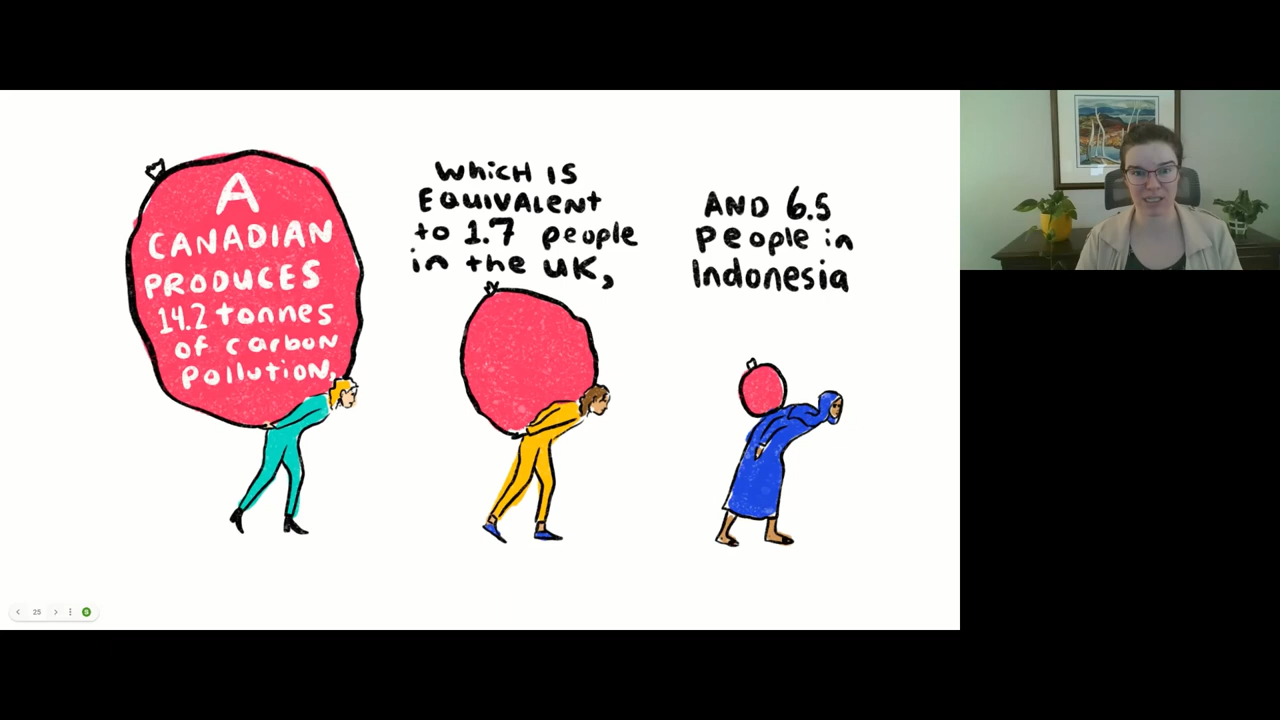 A
CANADIAN
PRODUCES
14.2 tonnes
of carbon
Pollution,
which is
EQUIVALENT
to 1.7 people
in the UK,
AND 6.5
People in
Indonesia
25
S